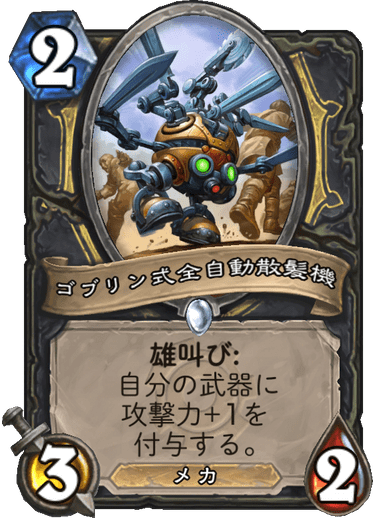 2
ゴブリン式全自動散髪機
雄叫び:
自分の武器に
攻撃力+1を
付与する。
メカ
3
2